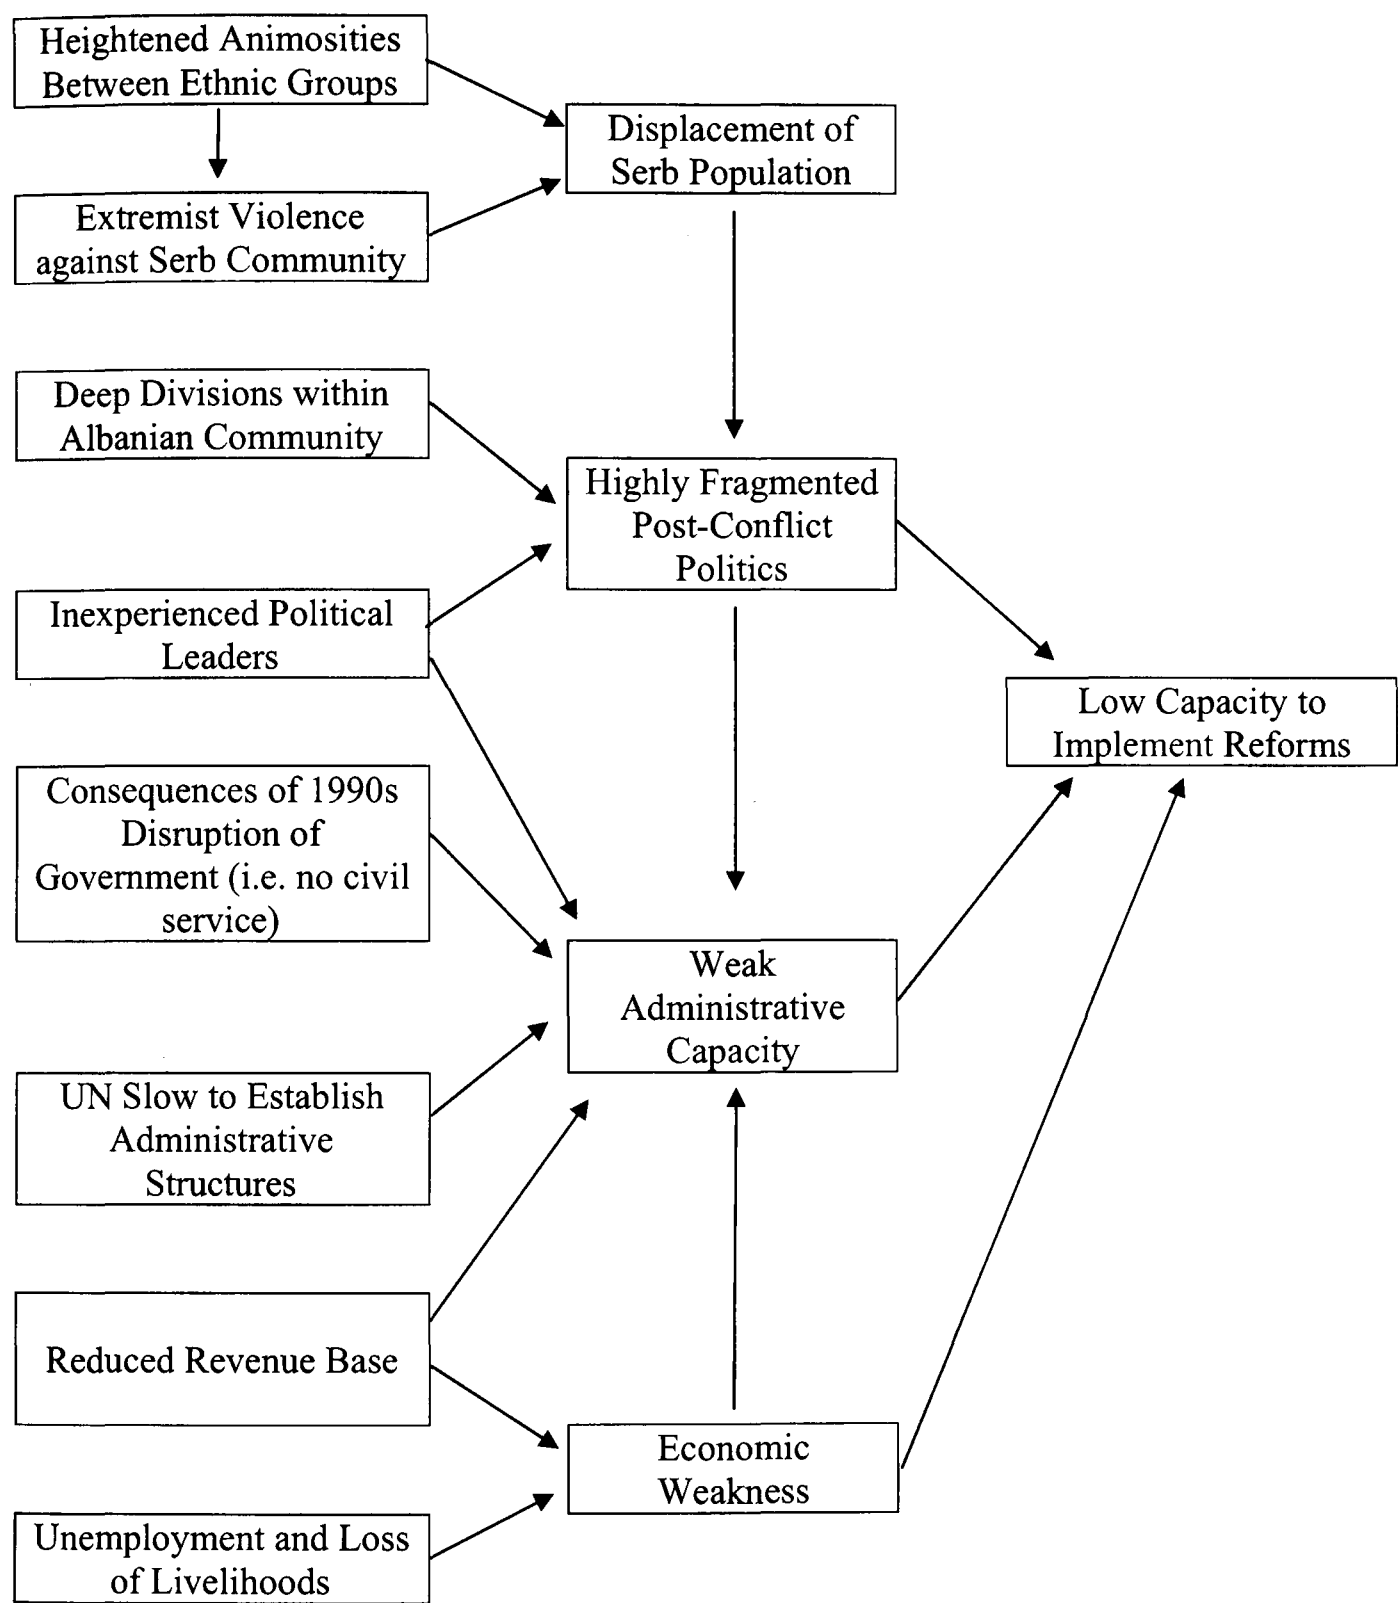 Heightened Animosities
Between Ethnic Groups
Displacement of
Serb Population
Extremist Violence
against Serb Community
Deep Divisions within
Albanian Community
Highly Fragmented
Post-Conflict
Politics
Inexperienced Political
Leaders
Low Capacity to
Implement Reforms
Consequences of 1990s
Disruption of
Government (i.e. no civil
service)
Weak
Administrative
Capacity
UN Slow to Establish
Administrative
Structures
Reduced Revenue Base
Economic
Weakness
Unemployment and Loss
of Livelihoods